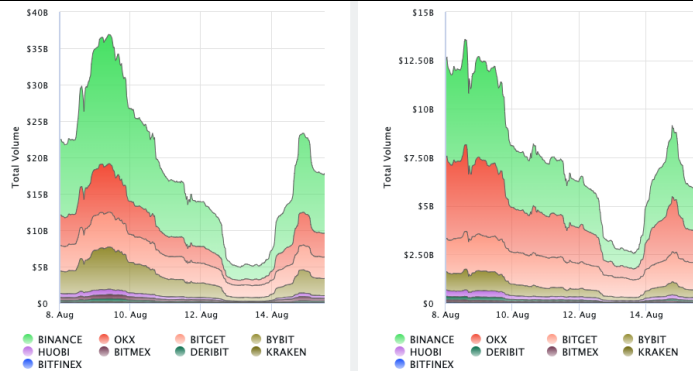 $40B
$35B
$30B
$25B
$20B
$15B
$10B
$5B
$0
Total Volume
8. Aug 10. Aug 12. Aug 14. Aug
BINANCE OKX BITGET BYBIT
HUOBI BITMEX DERIBIT KRAKEN
BITFINEX
$15B
$12.50B
$10B
$7.50B
$5B
$2.50B
$0
Total Volume
8. Aug 10. Aug 12. Aug 14. Aug
BINANCE OKX BITGET BYBIT
HUOBI DERIBIT BITMEX KRAKEN
BITFINEX